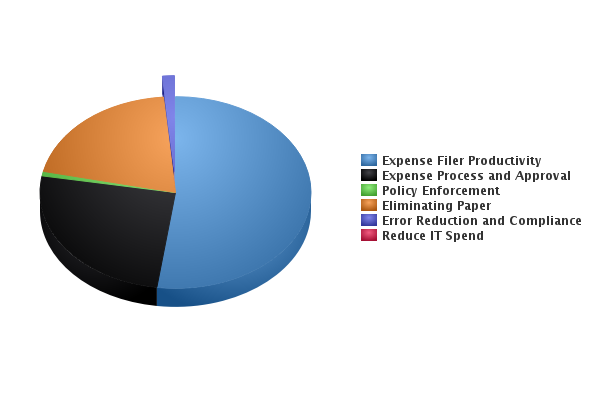 Expense Filer Productivity
Expense Process and Approval
Policy Enforcement
Eliminating Paper
Error Reduction and Compliance
Reduce IT Spend